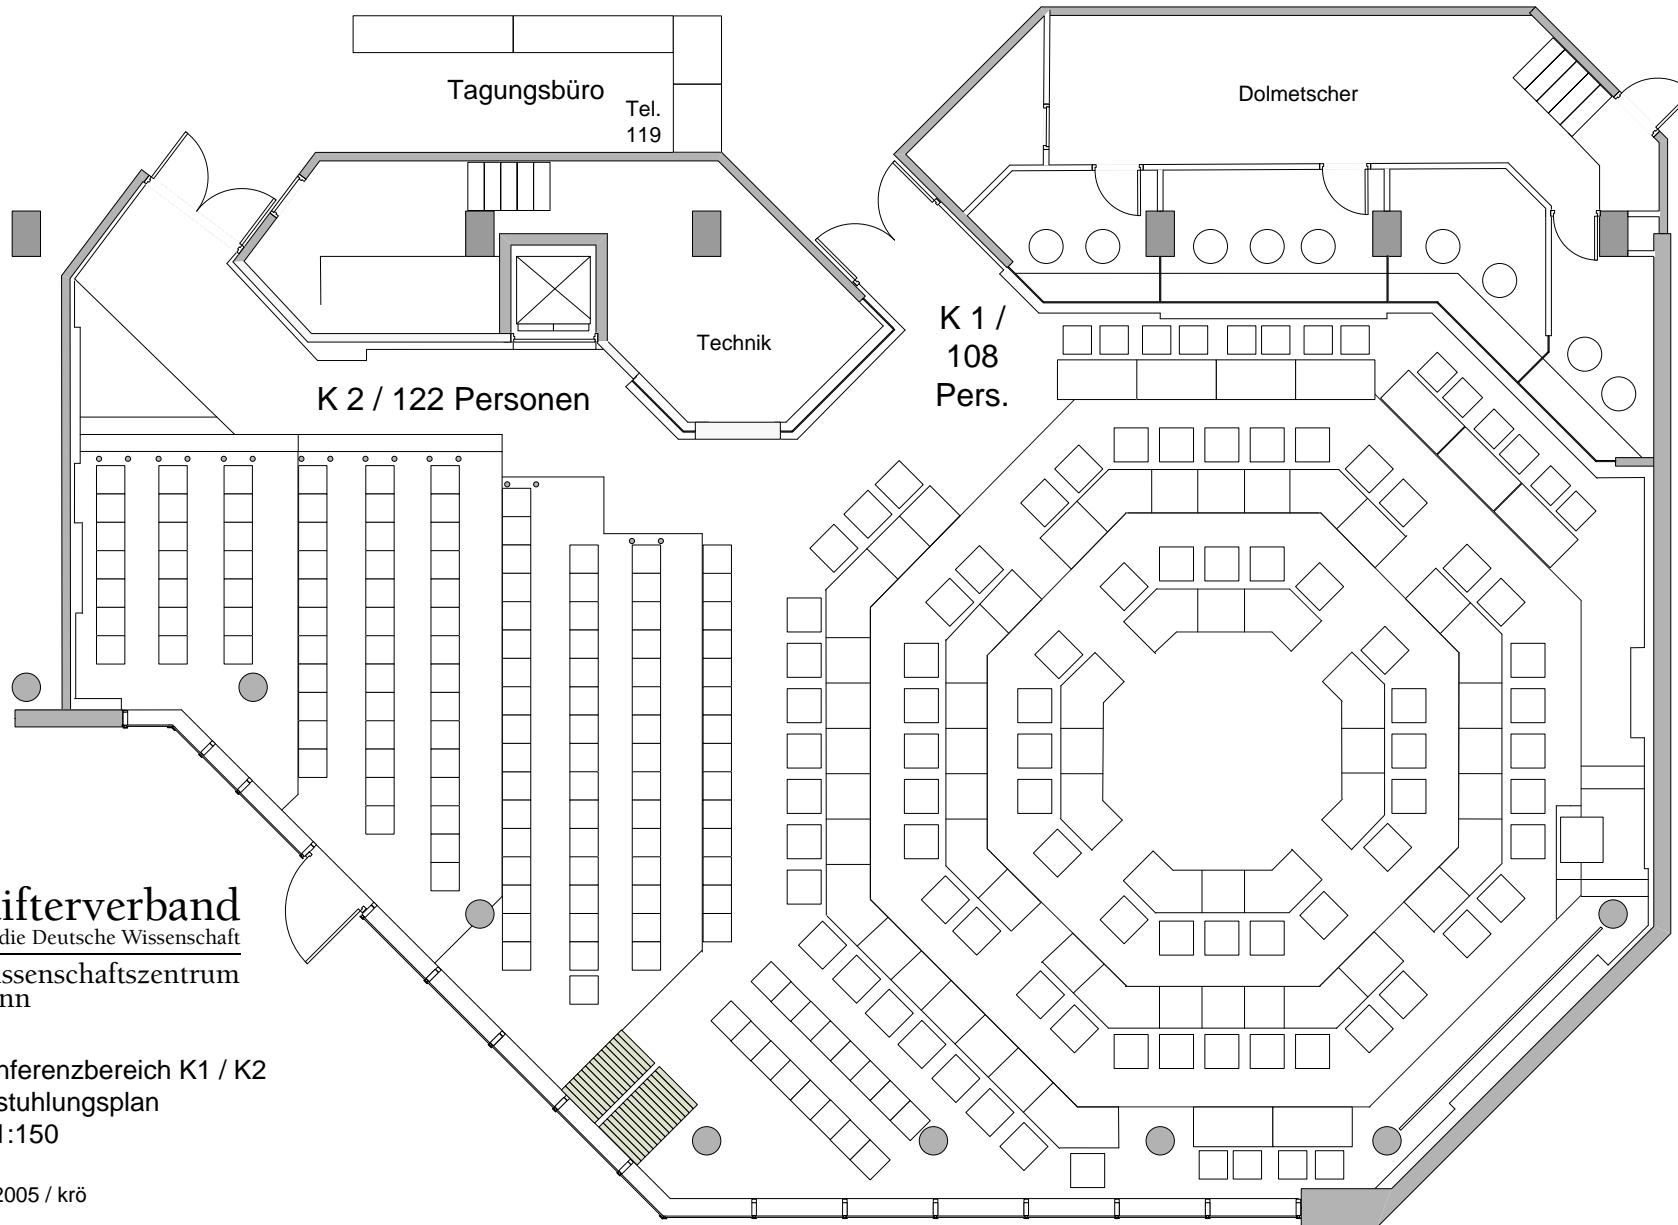 Tagungsbüro
Tel.
119
Dolmetscher
Technik
K 1 /
108
Pers.
K 2 / 122 Personen
ifterverband
die Deutsche Wissenschaft
issenschaftszentrum
nn
nferenzbereich K1 / K2
stuhlungsplan
1:150
2005 / krö